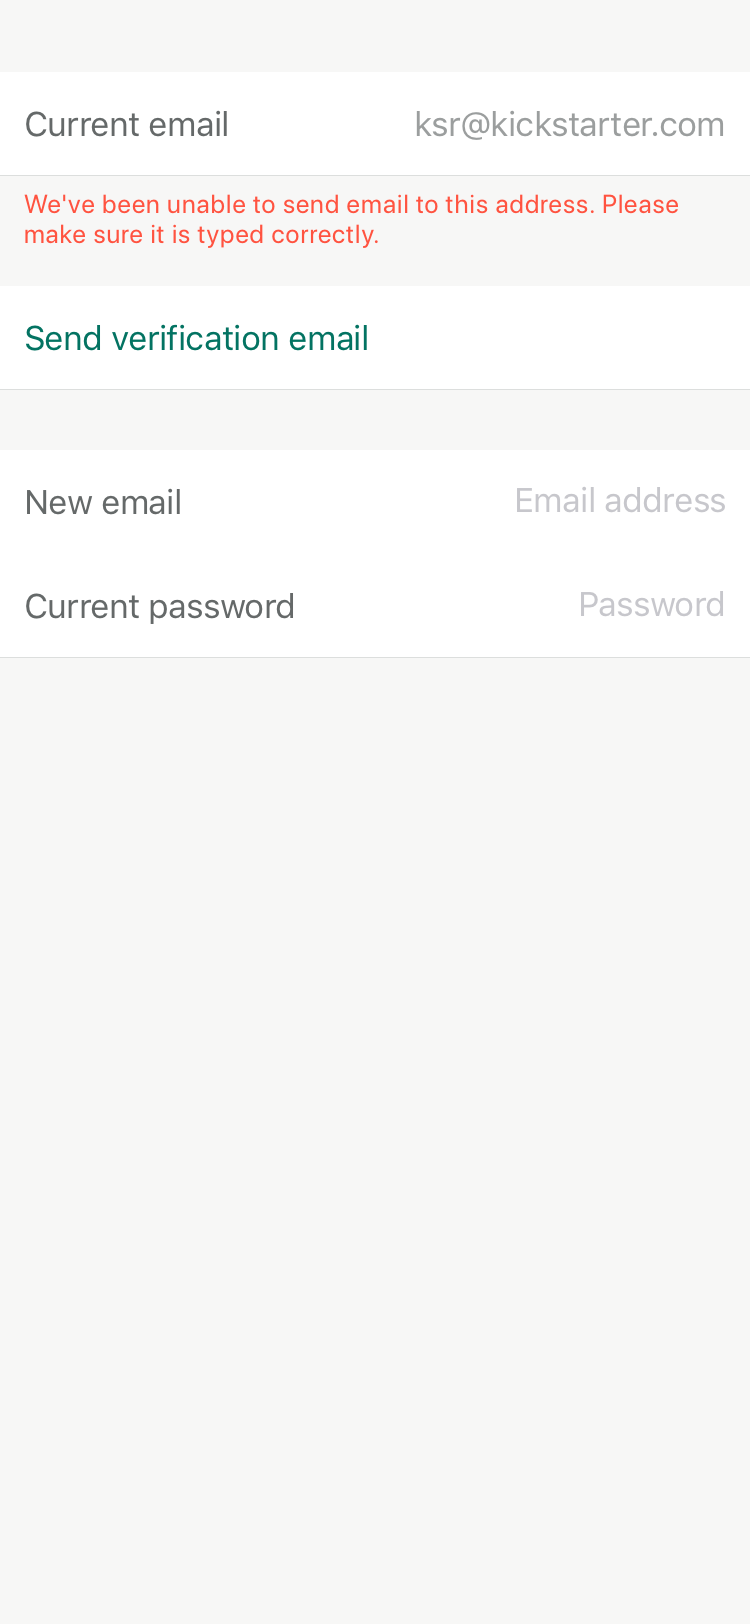 Current email ksr@kickstarter.com
We've been unable to send email to this address. Please
make sure it is typed correctly.
Send verification email
New email Email address
Current password Password